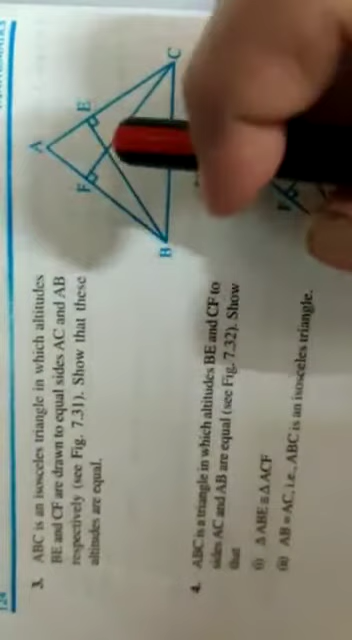 124
3. ABC is an isosceles triangle in which altitudes
BE and CF are drawn to equal sides AC and AB
respectively (see Fig. 7.31). Show that these
altitudes are equal.
A
E
F
C
B
4. ABC is a triangle in which altitudes BE and CF to
sides AC and AB are equal (see Fig. 7.32). Show
that
(i) Δ ABE ≅ Δ ACF
(ii) AB = AC, i.e., ABC is an isosceles triangle.